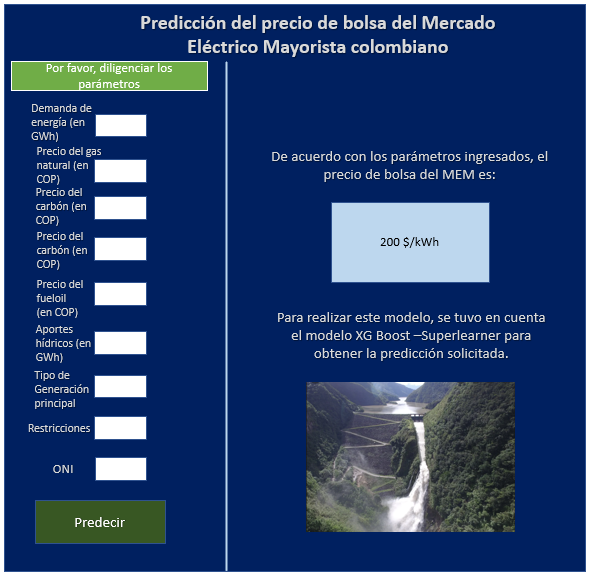 Predicción del precio de bolsa del Mercado
Eléctrico Mayorista colombiano
Por favor, diligenciar los
parámetros
Demanda de
energía (en
GWh)
Precio del gas
natural (en
COP)
Precio del
carbón (en
COP)
Precio del
carbón (en
COP)
Precio del
fueloil
(en COP)
Aportes
hídricos (en
GWh)
Tipo de
Generación
principal
Restricciones
ONI
Predecir
De acuerdo con los parámetros ingresados, el
precio de bolsa del MEM es:
200 $/kWh
Para realizar este modelo, se tuvo en cuenta
el modelo XG Boost –Superlearner para
obtener la predicción solicitada.